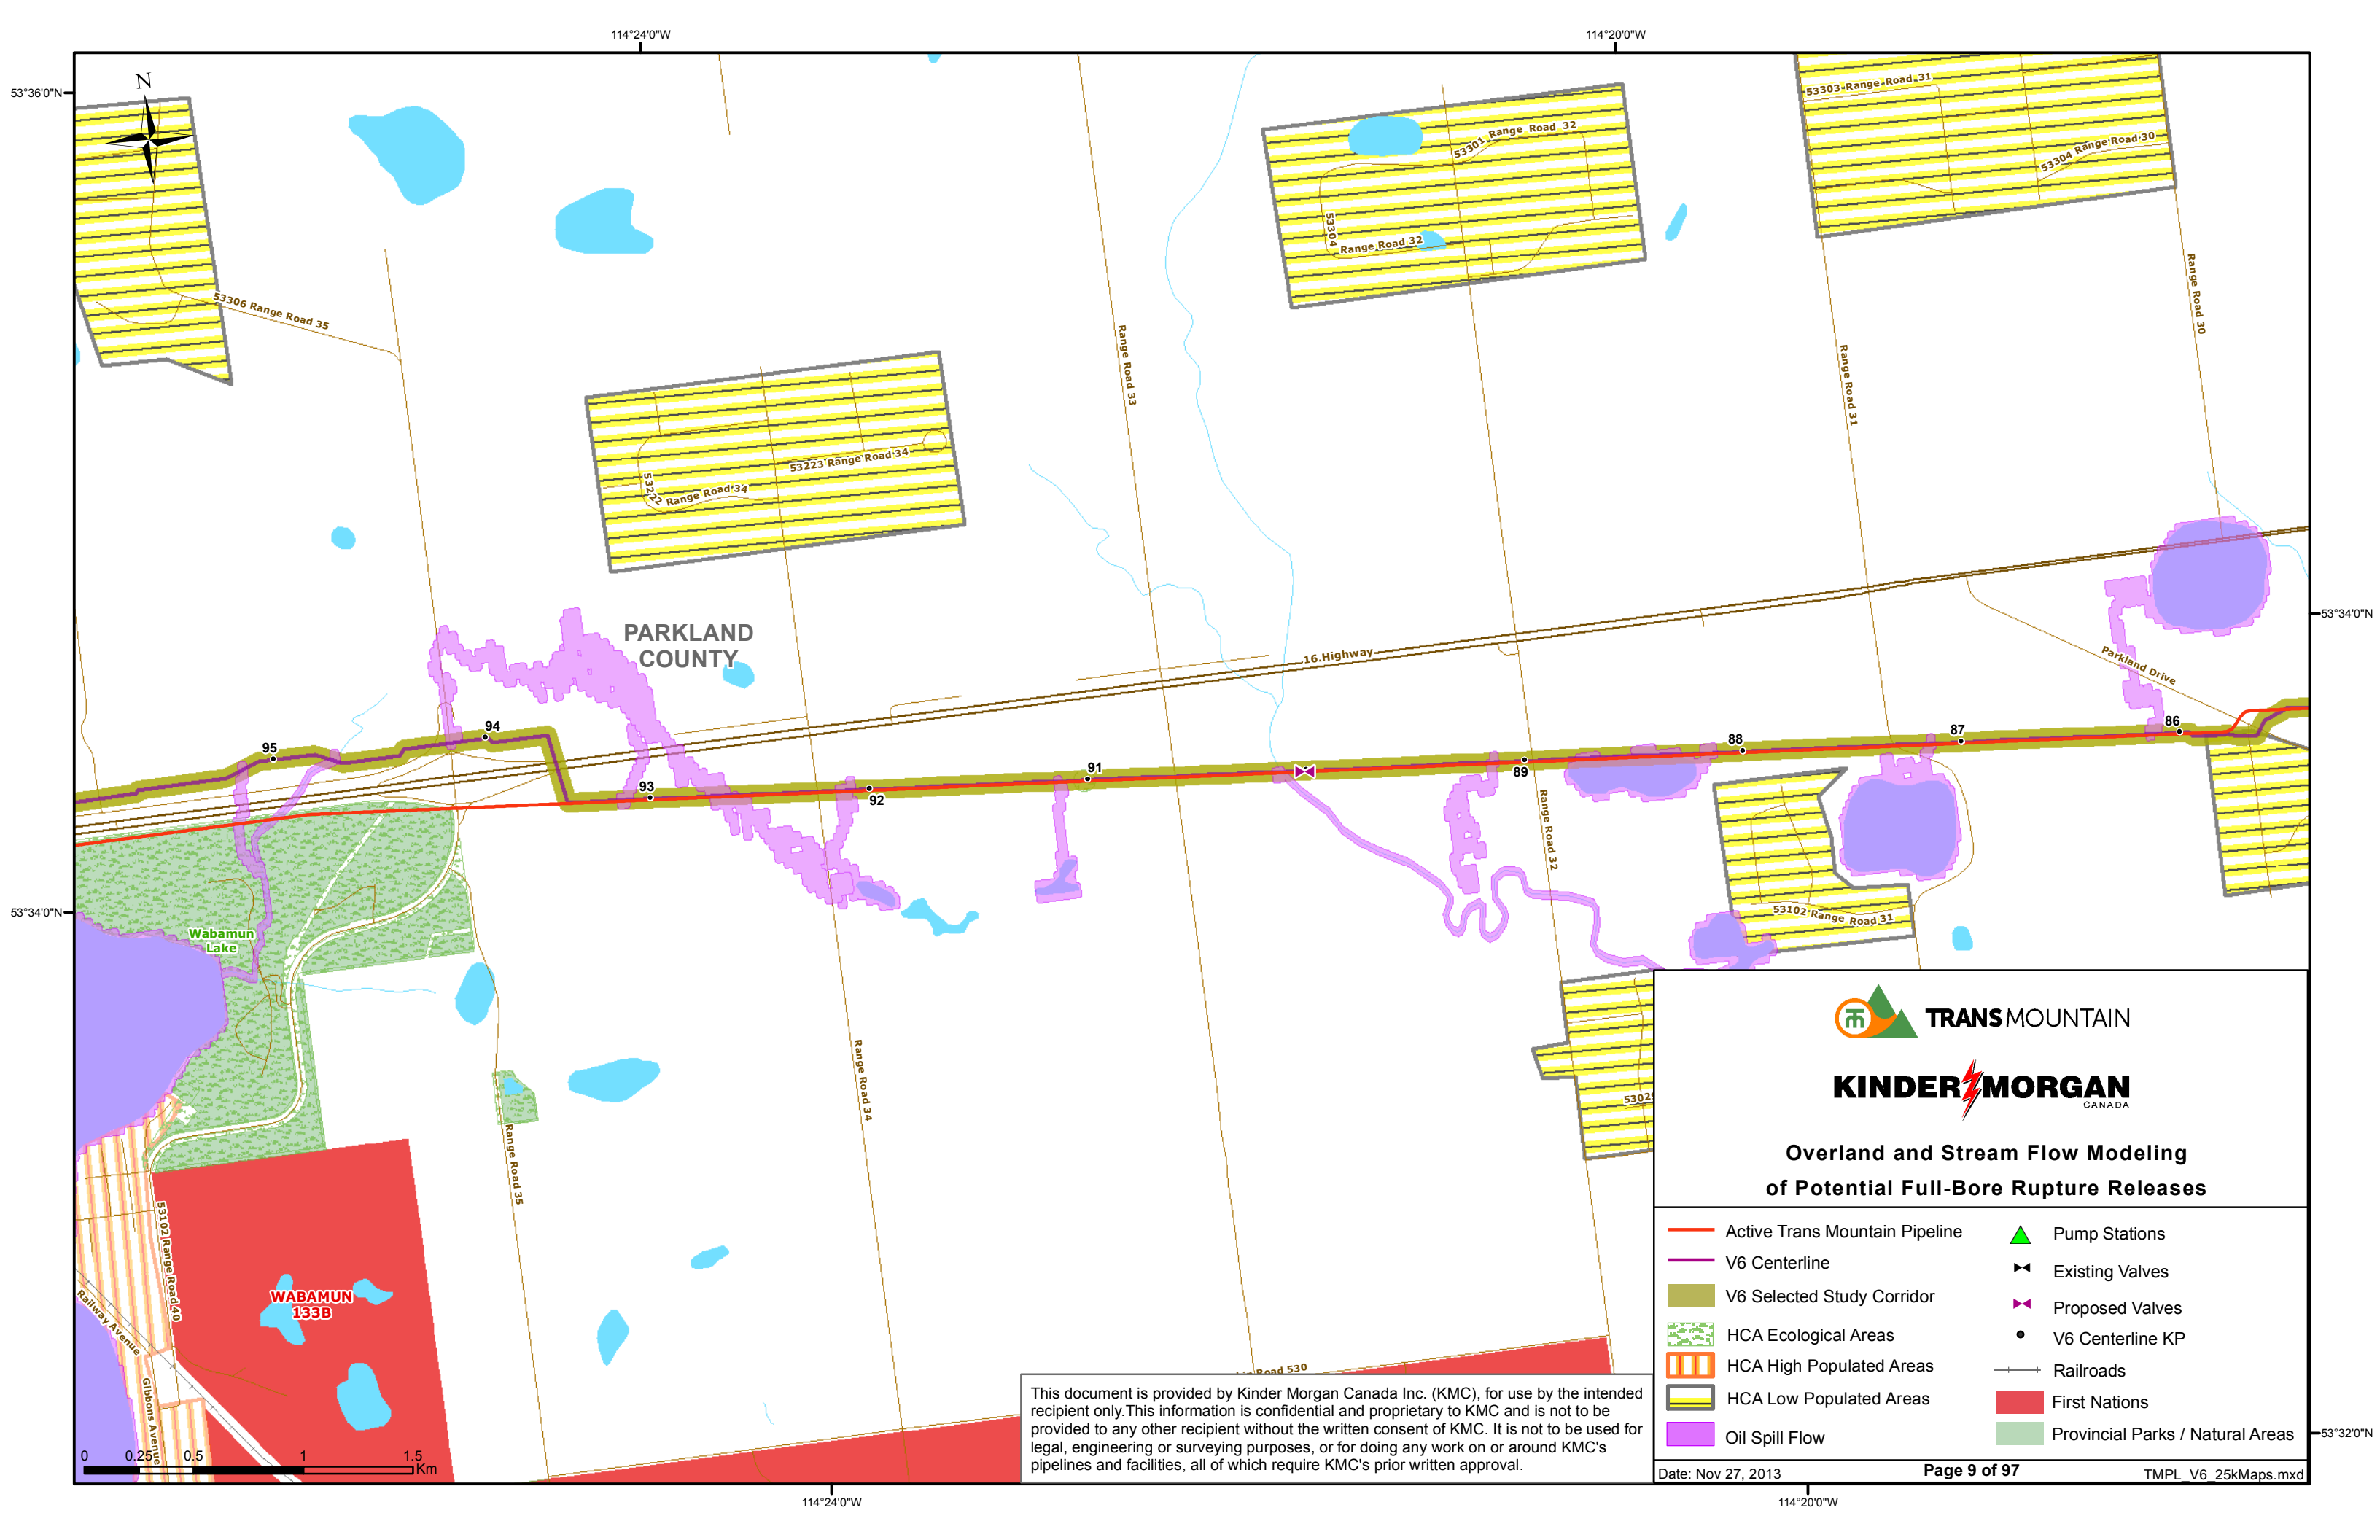 114°24'0"W
114°20'0"W
53°36'0"N
N
53303 Range Road 31
53304 Range Road 30
53301 Range Road 32
53304
Range Road 32
53306 Range Road 35
Range Road 33
Range Road 31
Range Road 30
53223 Range Road 34
53222 Range Road 34
PARKLAND
COUNTY
16 Highway
Parkland Drive
53°34'0"N
95
94
93
92
91
89
88
87
86
Range Road 32
53102 Range Road 31
53°34'0"N
Wabamun
Lake
Range Road 34
Range Road 35
53102 Range Road 40
WABAMUN
133B
Railway Avenue
Gibbons Avenue
Road 530
0 0.25 0.5 1 1.5
Km
This document is provided by Kinder Morgan Canada Inc. (KMC), for use by the intended
recipient only.This information is confidential and proprietary to KMC and is not to be
provided to any other recipient without the written consent of KMC. It is not to be used for
legal, engineering or surveying purposes, or for doing any work on or around KMC's
pipelines and facilities, all of which require KMC's prior written approval.
TRANSMOUNTAIN
KINDER MORGAN
CANADA
Overland and Stream Flow Modeling
of Potential Full-Bore Rupture Releases
Active Trans Mountain Pipeline
V6 Centerline
V6 Selected Study Corridor
HCA Ecological Areas
HCA High Populated Areas
HCA Low Populated Areas
Oil Spill Flow
Pump Stations
Existing Valves
Proposed Valves
V6 Centerline KP
Railroads
First Nations
Provincial Parks / Natural Areas
Date: Nov 27, 2013
Page 9 of 97
TMPL_V6_25kMaps.mxd
53°32'0"N
114°24'0"W
114°20'0"W